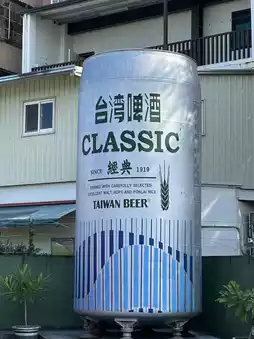 台湾啤酒
CLASSIC
SINCE 經典 1919
BREWED WITH CAREFULLY SELECTED
EXCELLENT MALT, HOPS AND PONLAI RICE
TAIWAN BEER